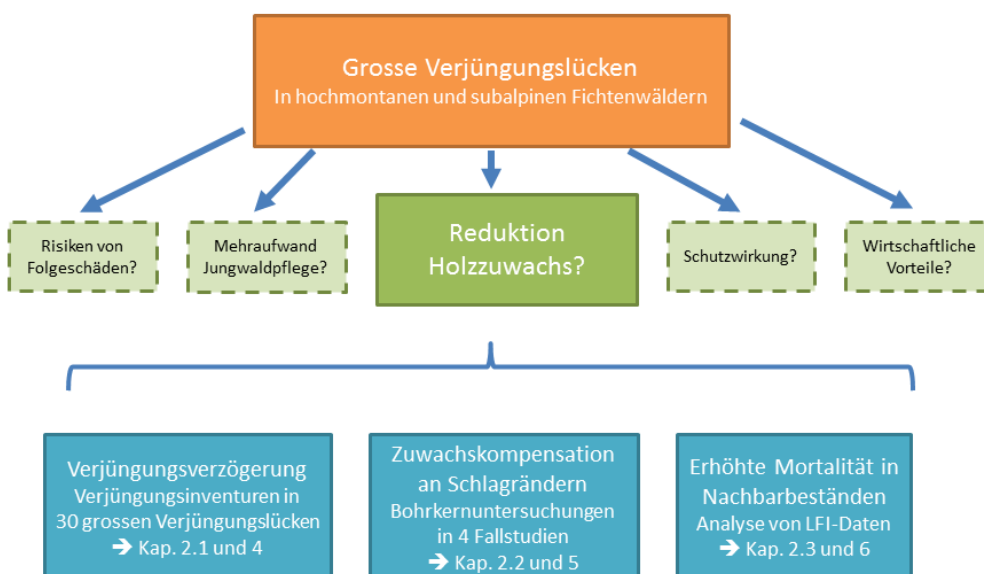 Grosse Verjüngungslücken
In hochmontanen und subalpinen Fichtenwäldern
Risiken von
Folgeschäden?
Mehraufwand
Jungwaldpflege?
Reduktion
Holzzuwachs?
Schutzwirkung?
Wirtschaftliche
Vorteile?
Verjüngungsverzögerung
Verjüngungsinventuren in
30 grossen Verjüngungslücken
➔ Kap. 2.1 und 4
Zuwachskompensation
an Schlagrändern
Bohrkernuntersuchungen
in 4 Fallstudien
➔ Kap. 2.2 und 5
Erhöhte Mortalität in
Nachbarbeständen
Analyse von LFI-Daten
➔ Kap. 2.3 und 6